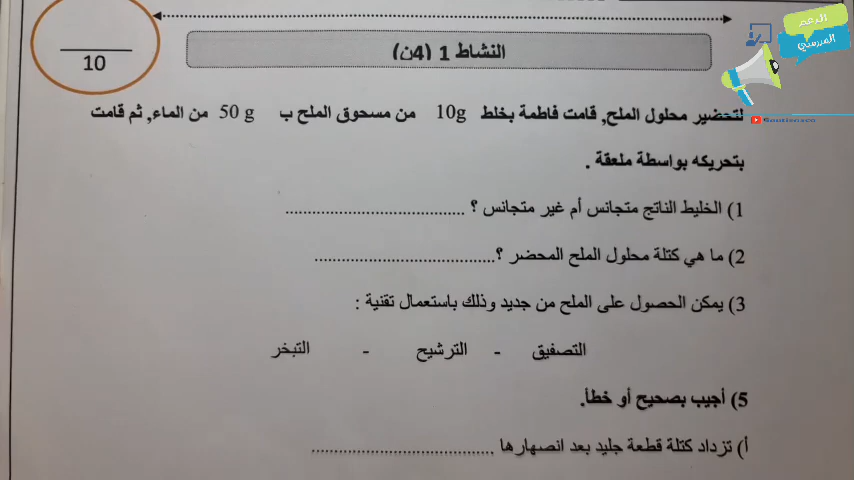 10
النشاط 1 (4ن)
الدعم
المدرسي
لتحضير محلول الملح, قامت فاطمة بخلط 10g من مسحوق الملح ب 50 g من الماء, ثم قامت
بتحريكه بواسطة ملعقة .
1) الخليط الناتج متجانس أم غير متجانس ؟ .......................................
2) ما هي كتلة محلول الملح المحضر ؟.......................................
3) يمكن الحصول على الملح من جديد وذلك باستعمال تقنية :
التصفيق - الترشيح - التبخر
5) أجيب بصحيح أو خطأ.
أ) تزداد كتلة قطعة جليد بعد انصهارها .......................................